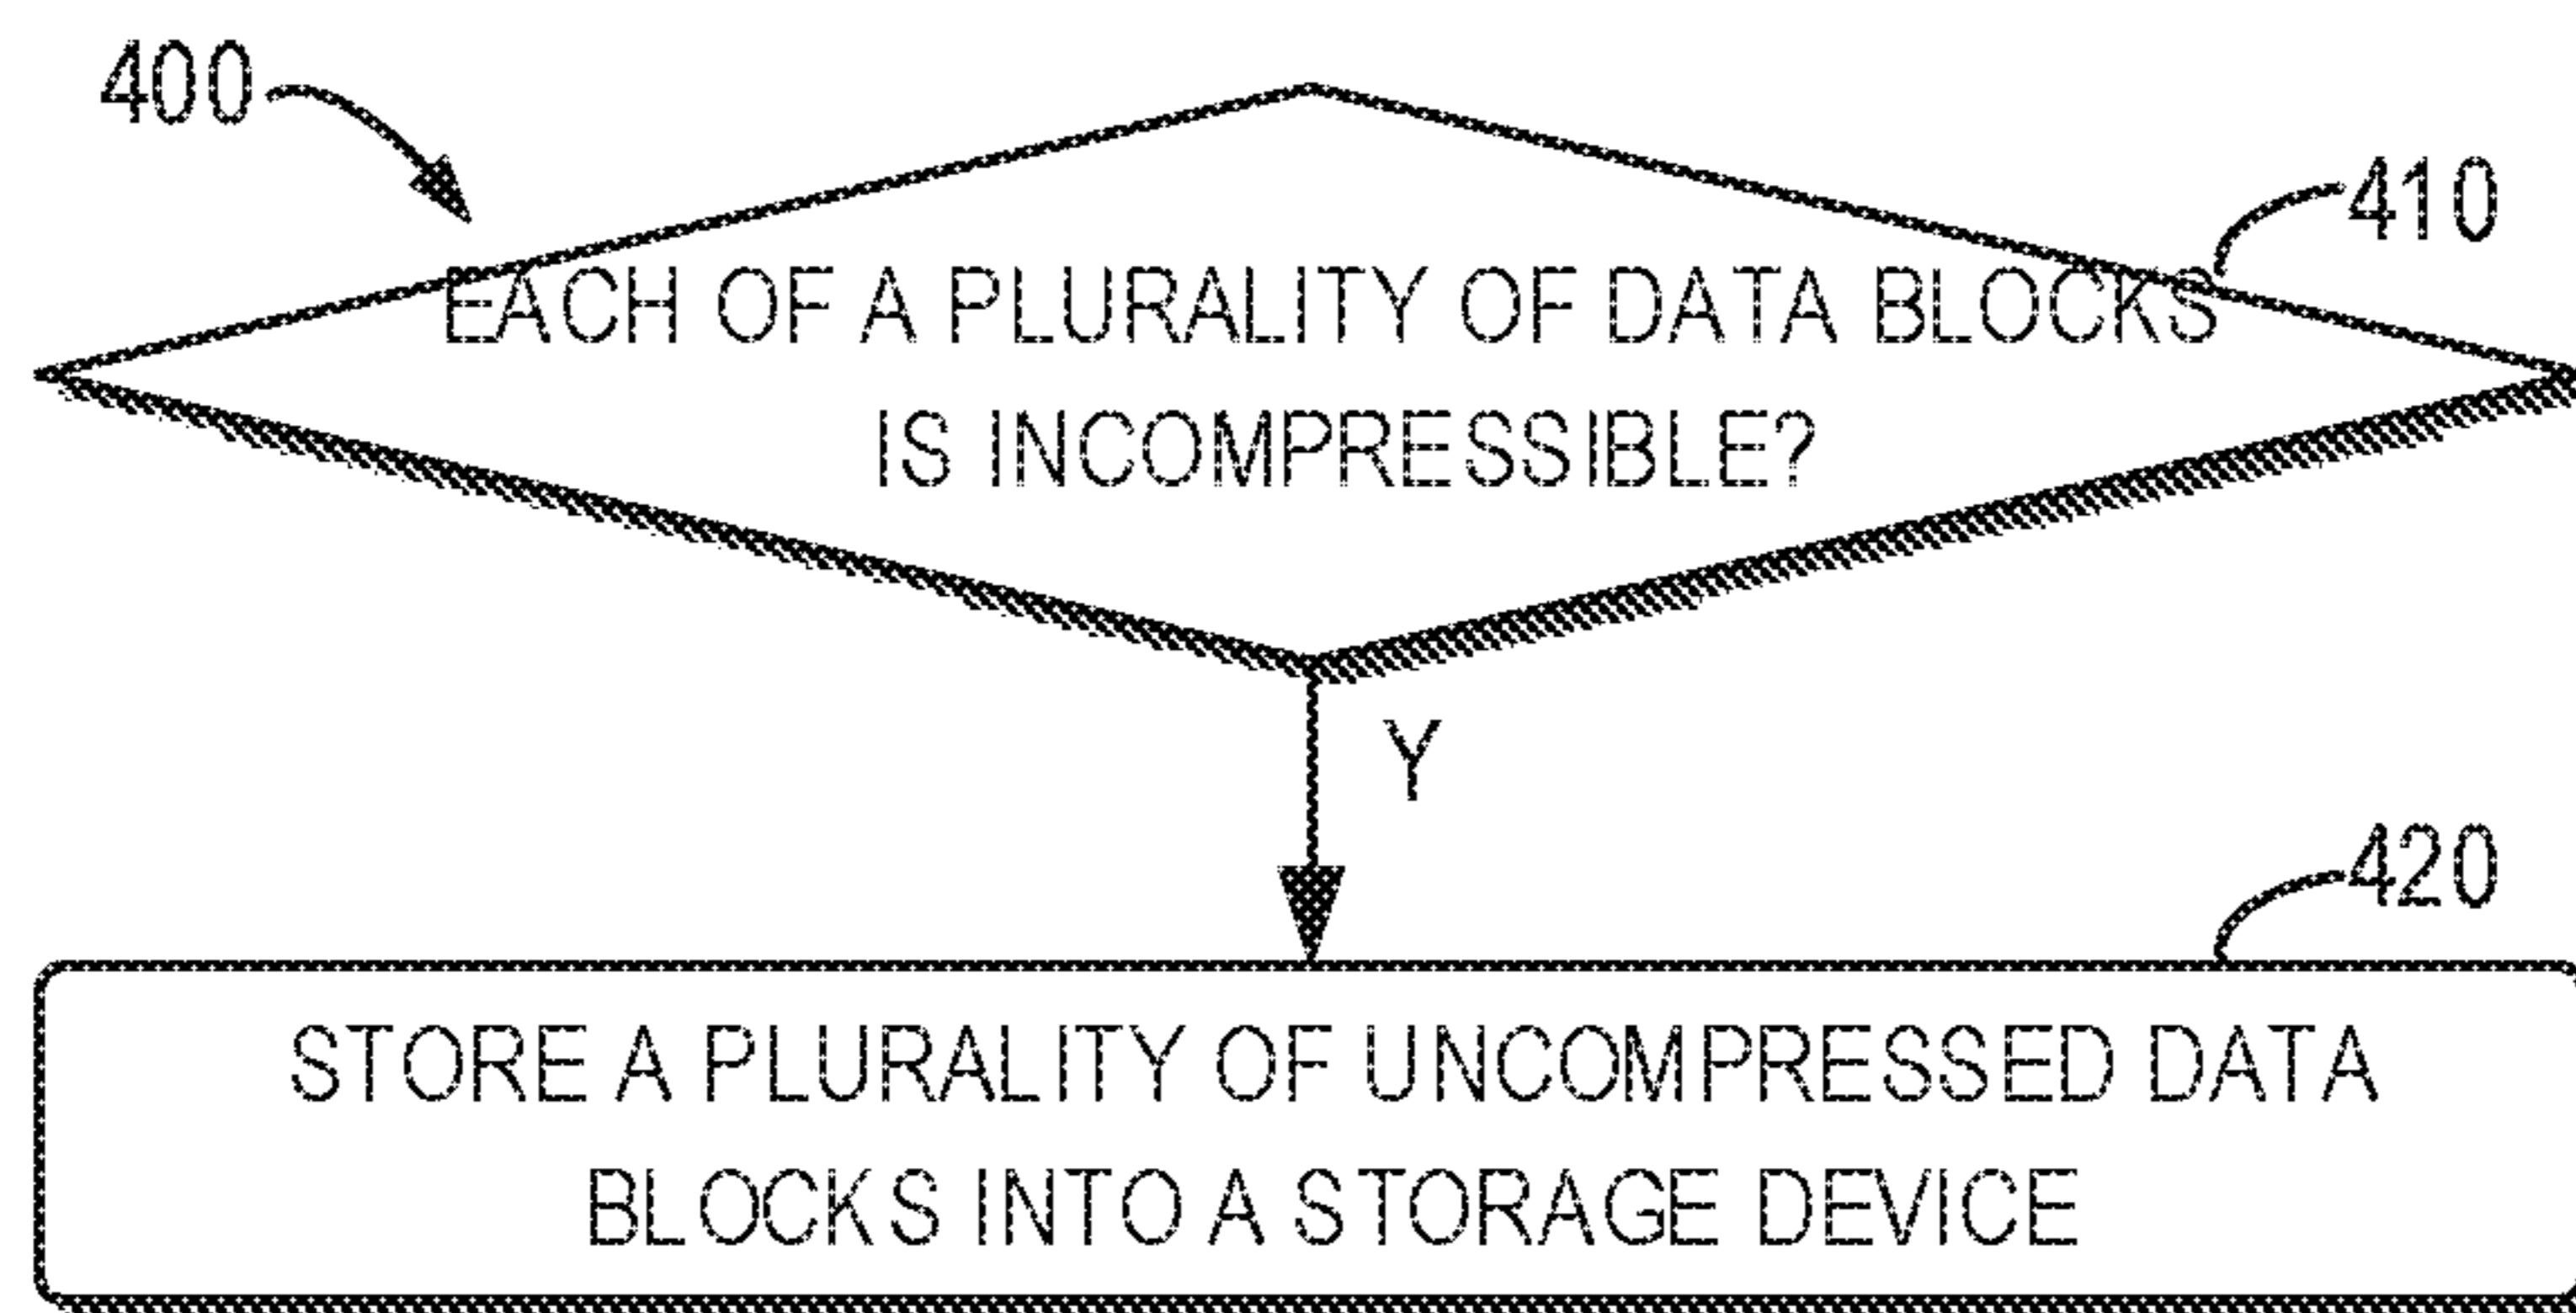 400
410
EACH OF A PLURALITY OF DATA BLOCKS
IS INCOMPRESSIBLE?
Y
420
STORE A PLURALITY OF UNCOMPRESSED DATA
BLOCKS INTO A STORAGE DEVICE